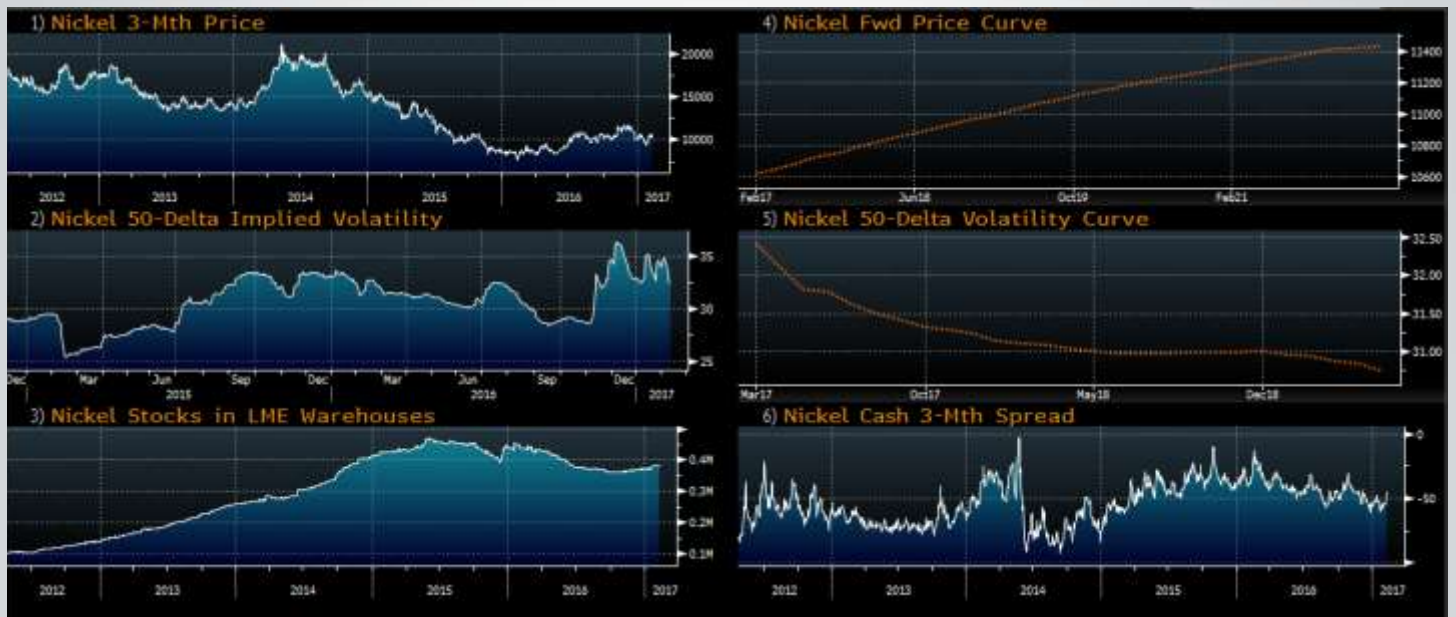 1) Nickel 3-Mth Price
20000
15000
10000
2012 2013 2014 2015 2016 2017
2) Nickel 50-Delta Implied Volatility
35
30
25
Dec Mar Jun Sep Dec Mar Jun Sep Dec
2015 2016 2017
3) Nickel Stocks in LME Warehouses
0.4M
0.3M
0.2M
0.1M
2012 2013 2014 2015 2016 2017
4) Nickel Fwd Price Curve
11400
11200
11000
10800
10600
Feb17 Jun18 Oct19 Feb21
5) Nickel 50-Delta Volatility Curve
32.50
32.00
31.50
31.00
Mar17 Oct17 May18 Dec18
6) Nickel Cash 3-Mth Spread
0
-50
2012 2013 2014 2015 2016 2017